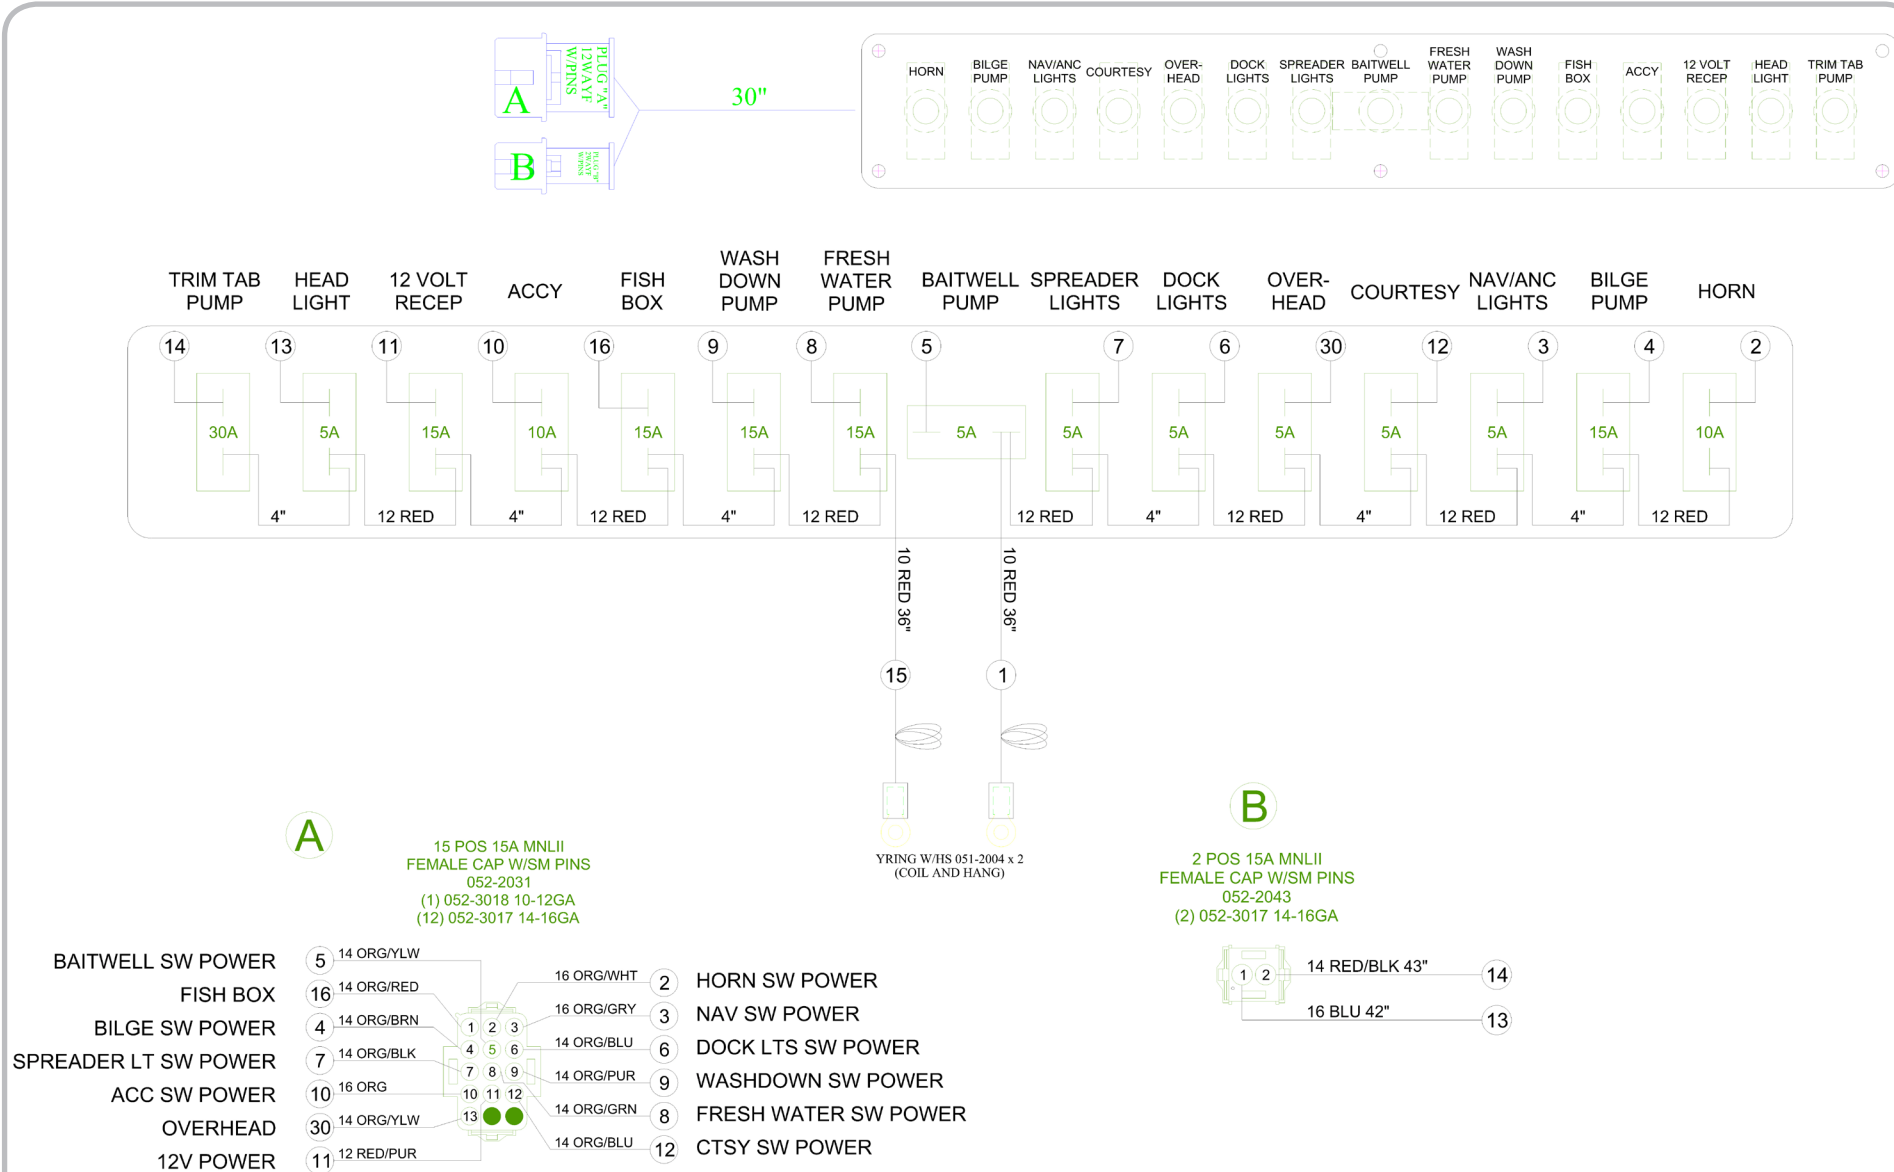 A
PLUG "A"
12WAYF
W/PINS
B
PLUG "B"
2WAYF
W/PINS
30"
HORN
BILGE
PUMP
NAV/ANC
LIGHTS
COURTESY
OVER-
HEAD
DOCK
LIGHTS
SPREADER
LIGHTS
BAITWELL
PUMP
FRESH
WATER
PUMP
WASH
DOWN
PUMP
FISH
BOX
ACCY
12 VOLT
RECEP
HEAD
LIGHT
TRIM TAB
PUMP
TRIM TAB
PUMP
HEAD
LIGHT
12 VOLT
RECEP
ACCY
FISH
BOX
WASH
DOWN
PUMP
FRESH
WATER
PUMP
BAITWELL
PUMP
SPREADER
LIGHTS
DOCK
LIGHTS
OVER-
HEAD
COURTESY
NAV/ANC
LIGHTS
BILGE
PUMP
HORN
14
13
11
10
16
9
8
5
7
6
30
12
3
4
2
30A
5A
15A
10A
15A
15A
15A
5A
5A
5A
5A
5A
5A
15A
10A
4"
12 RED
4"
12 RED
4"
12 RED
12 RED
4"
12 RED
4"
12 RED
4"
12 RED
10 RED 36"
10 RED 36"
15
1
YRING W/HS 051-2004 x 2
(COIL AND HANG)
A
15 POS 15A MNLII
FEMALE CAP W/SM PINS
052-2031
(1) 052-3018 10-12GA
(12) 052-3017 14-16GA
BAITWELL SW POWER
5
14 ORG/YLW
FISH BOX
16
14 ORG/RED
BILGE SW POWER
4
14 ORG/BRN
SPREADER LT SW POWER
7
14 ORG/BLK
ACC SW POWER
10
16 ORG
OVERHEAD
30
14 ORG/YLW
12V POWER
11
12 RED/PUR
1 2 3
4 5 6
7 8 9
10 11 12
13
16 ORG/WHT
2
HORN SW POWER
16 ORG/GRY
3
NAV SW POWER
14 ORG/BLU
6
DOCK LTS SW POWER
14 ORG/PUR
9
WASHDOWN SW POWER
14 ORG/GRN
8
FRESH WATER SW POWER
14 ORG/BLU
12
CTSY SW POWER
B
2 POS 15A MNLII
FEMALE CAP W/SM PINS
052-2043
(2) 052-3017 14-16GA
1 2
14 RED/BLK 43"
14
16 BLU 42"
13